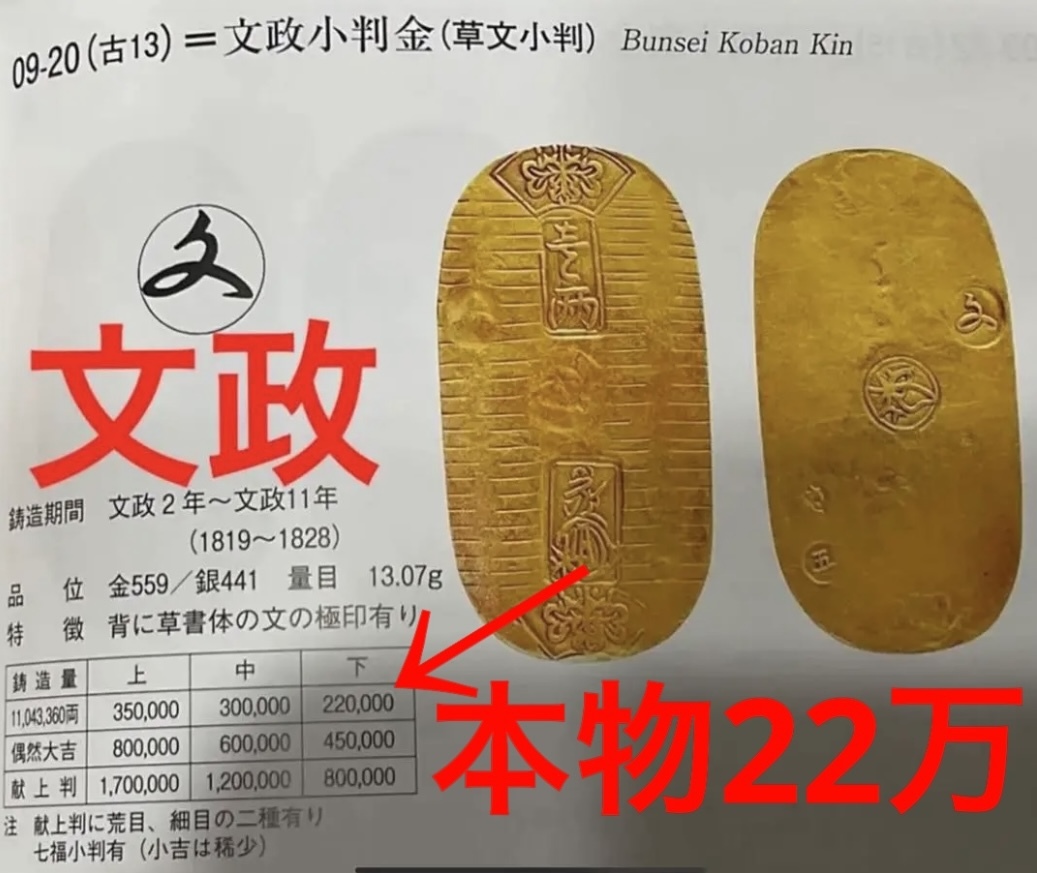 09-20(古13)＝文政小判金(草文小判) Bunsei Koban Kin
文
文政
壱両
文
鋳造期間 文政2年～文政11年
(1819～1828)
品位 金559／銀441 量目 13.07g
特徴 背に草書体の文の極印有り
鋳造量 上 中 下
11,043,360両 350,000 300,000 220,000
偶然大吉 800,000 600,000 450,000
献上判 1,700,000 1,200,000 800,000
本物22万
注 献上判に荒目、細目の二種有り
七福小判有（小吉は稀少）